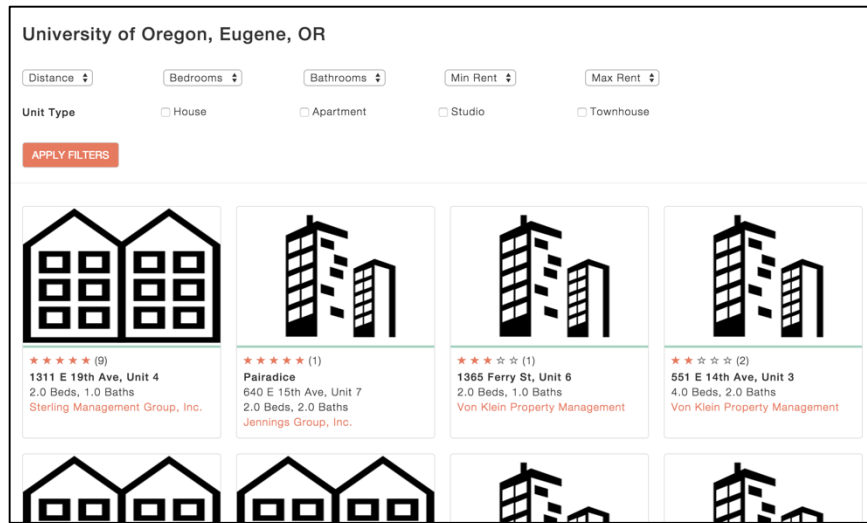 University of Oregon, Eugene, OR
Distance Bedrooms Bathrooms Min Rent Max Rent
Unit Type House Apartment Studio Townhouse
APPLY FILTERS
★★★★★ (9)
1311 E 19th Ave, Unit 4
2.0 Beds, 1.0 Baths
Sterling Management Group, Inc.
★★★★★ (1)
Pairadice
640 E 15th Ave, Unit 7
2.0 Beds, 2.0 Baths
Jennings Group, Inc.
★★★☆☆ (1)
1365 Ferry St, Unit 6
2.0 Beds, 1.0 Baths
Von Klein Property Management
★★☆☆☆ (2)
551 E 14th Ave, Unit 3
4.0 Beds, 2.0 Baths
Von Klein Property Management